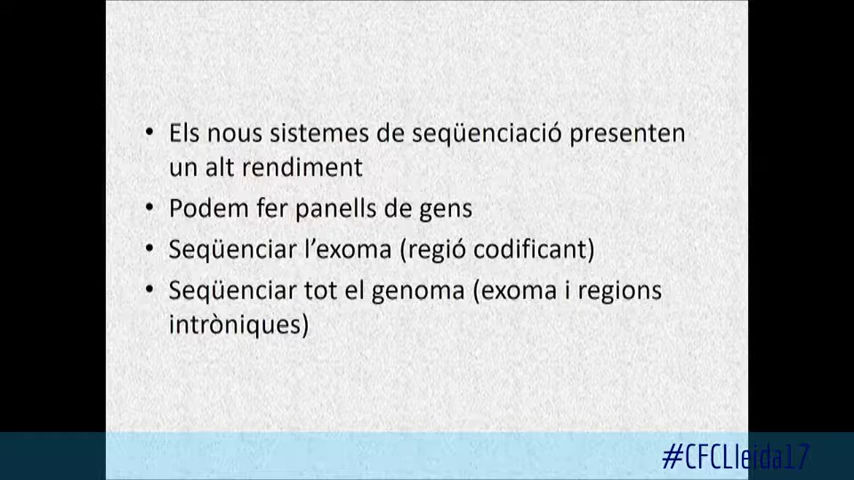 • Els nous sistemes de seqüenciació presenten
un alt rendiment
• Podem fer panells de gens
• Seqüenciar l’exoma (regió codificant)
• Seqüenciar tot el genoma (exoma i regions
intròniques)
#CFCLleida17